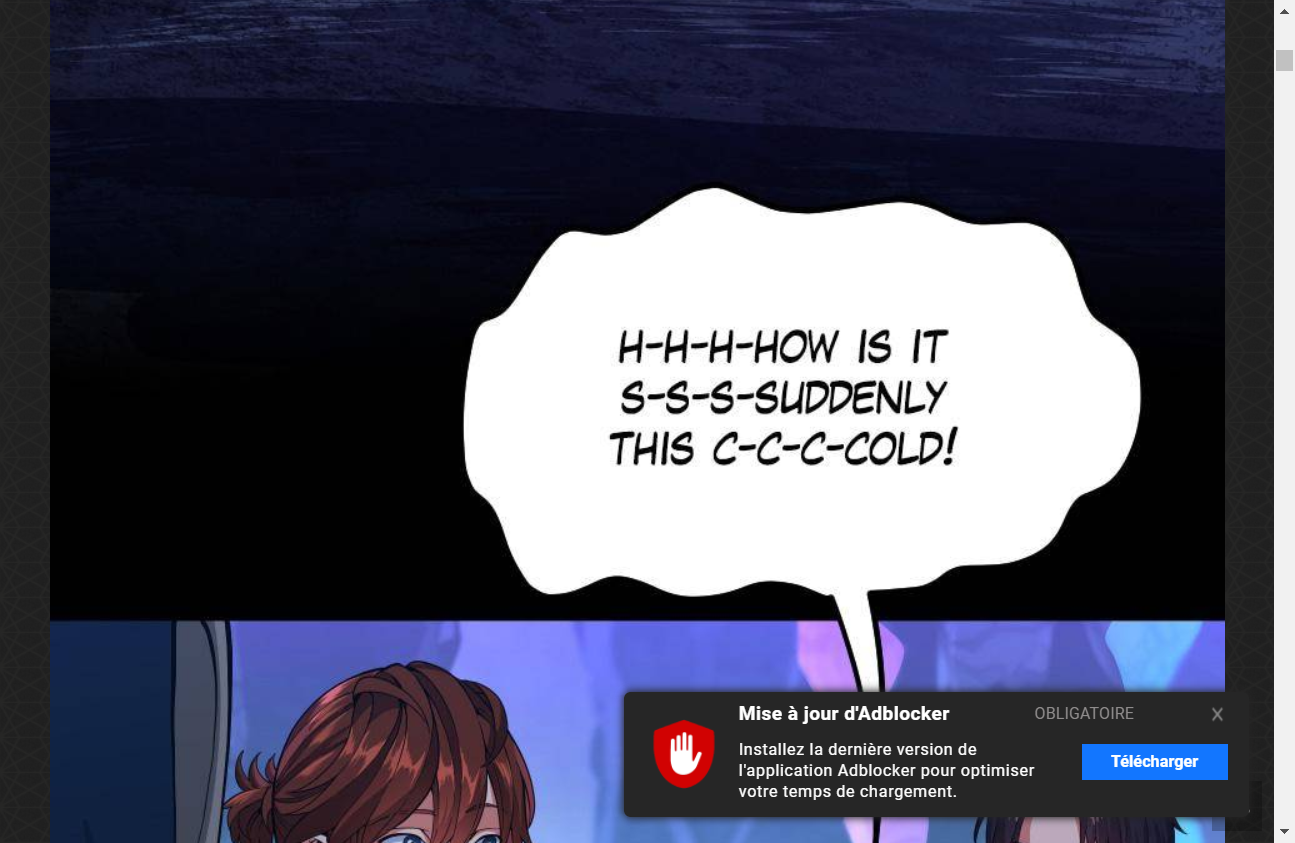 H-H-H-HOW IS IT
S-S-S-SUDDENLY
THIS C-C-C-COLD!
Mise à jour d'Adblocker
OBLIGATOIRE
X
Installez la dernière version de
l'application Adblocker pour optimiser
votre temps de chargement.
Télécharger